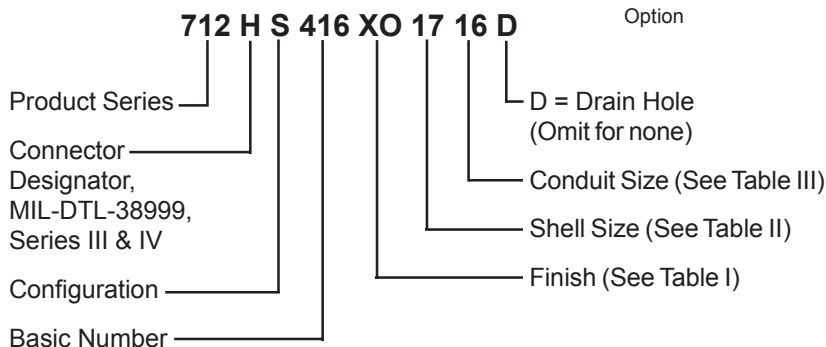 712 H S 416 XO 17 16 D
Option
Product Series
Connector
Designator,
MIL-DTL-38999,
Series III & IV
Configuration
Basic Number
D = Drain Hole
(Omit for none)
Conduit Size (See Table III)
Shell Size (See Table II)
Finish (See Table I)